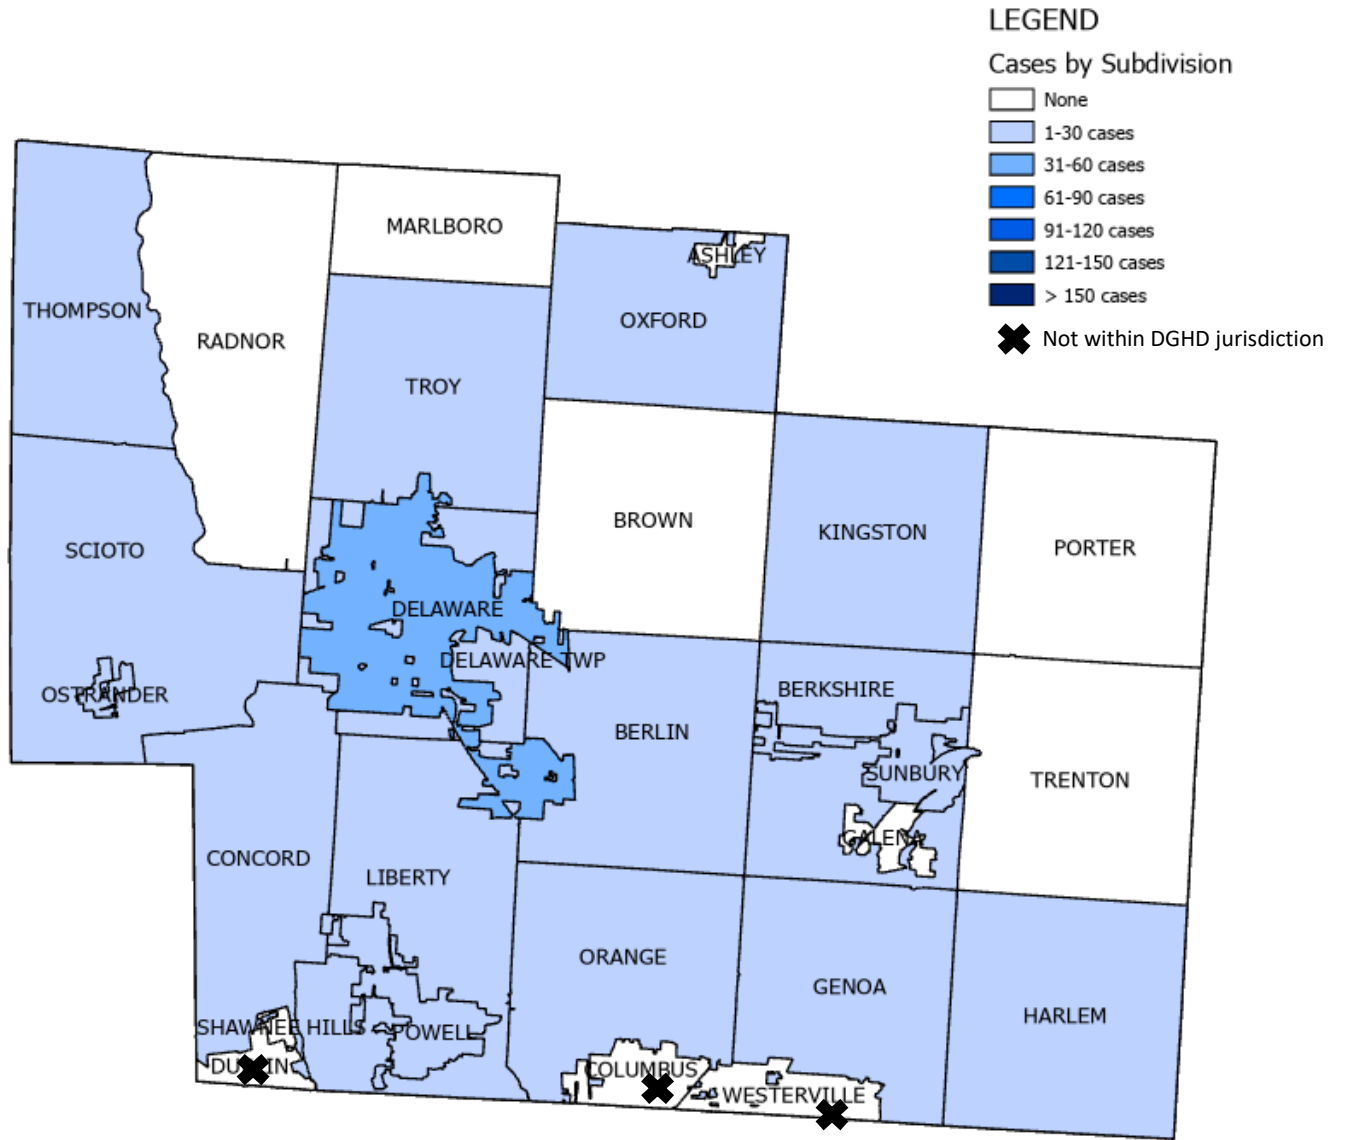 LEGEND
Cases by Subdivision
None
1-30 cases
31-60 cases
61-90 cases
91-120 cases
121-150 cases
> 150 cases
Not within DGHD jurisdiction
MARLBORO
ASHLEY
THOMPSON
OXFORD
RADNOR
TROY
BROWN
KINGSTON
PORTER
SCIOTO
DELAWARE
DELAWARE TWP
OSTRANDER
BERKSHIRE
BERLIN
SUNBURY
TRENTON
GALENA
CONCORD
LIBERTY
ORANGE
GENOA
HARLEM
SHAWNEE HILLS
POWELL
DUBLIN
COLUMBUS
WESTERVILLE